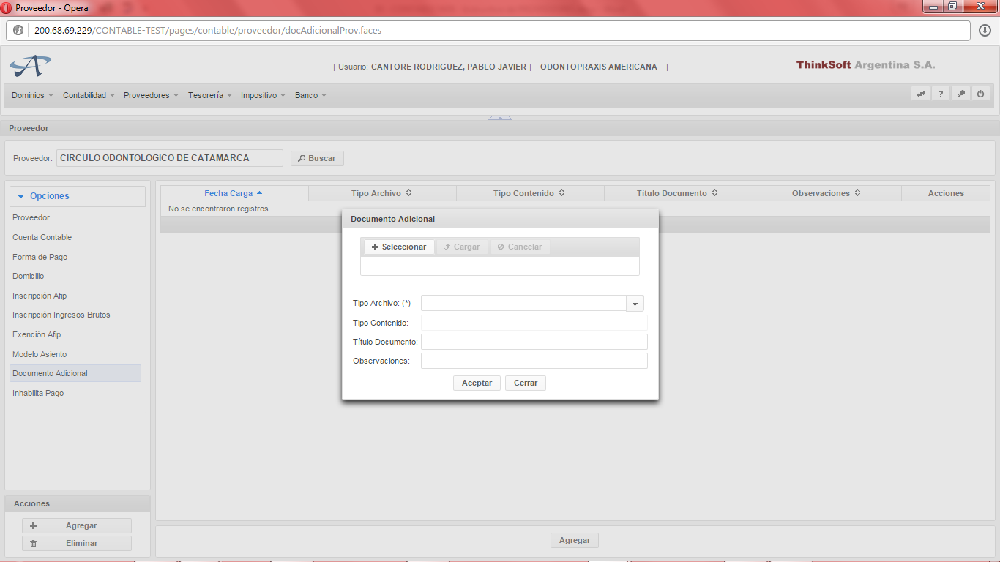 Proveedor - Opera
200.68.69.229/CONTABLE-TEST/pages/contable/proveedor/docAdicionalProv.faces
| Usuario: CANTORE RODRIGUEZ, PABLO JAVIER | ODONTOPRAXIS AMERICANA |
ThinkSoft Argentina S.A.
Dominios Contabilidad Proveedores Tesorería Impositivo Banco ?
Proveedor
Proveedor: CIRCULO ODONTOLOGICO DE CATAMARCA Buscar
Opciones
Proveedor
Cuenta Contable
Forma de Pago
Domicilio
Inscripción Afip
Inscripción Ingresos Brutos
Exención Afip
Modelo Asiento
Documento Adicional
Inhabilita Pago
Acciones
Agregar
Eliminar
Fecha Carga Tipo Archivo Tipo Contenido Título Documento Observaciones Acciones
No se encontraron registros
Documento Adicional
Seleccionar Cargar Cancelar
Tipo Archivo: (*)
Tipo Contenido:
Título Documento:
Observaciones:
Aceptar Cerrar
Agregar